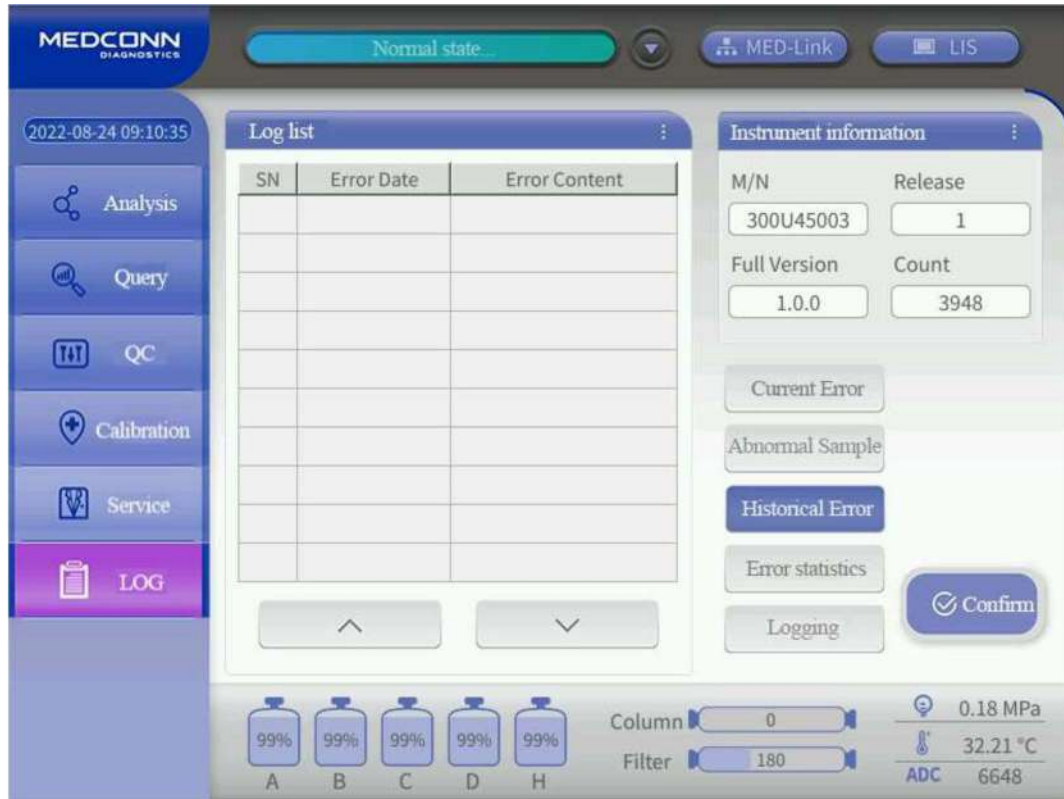 MEDCONN
DIAGNOSTICS
Normal state...
MED-Link
LIS
2022-08-24 09:10:35
Analysis
Query
QC
Calibration
Service
LOG
Log list
SN Error Date Error Content
Instrument information
M/N Release
300U45003 1
Full Version Count
1.0.0 3948
Current Error
Abnormal Sample
Historical Error
Error statistics
Logging
Confirm
99% 99% 99% 99% 99%
A B C D H
Column 0
Filter 180
0.18 MPa
32.21 °C
ADC 6648